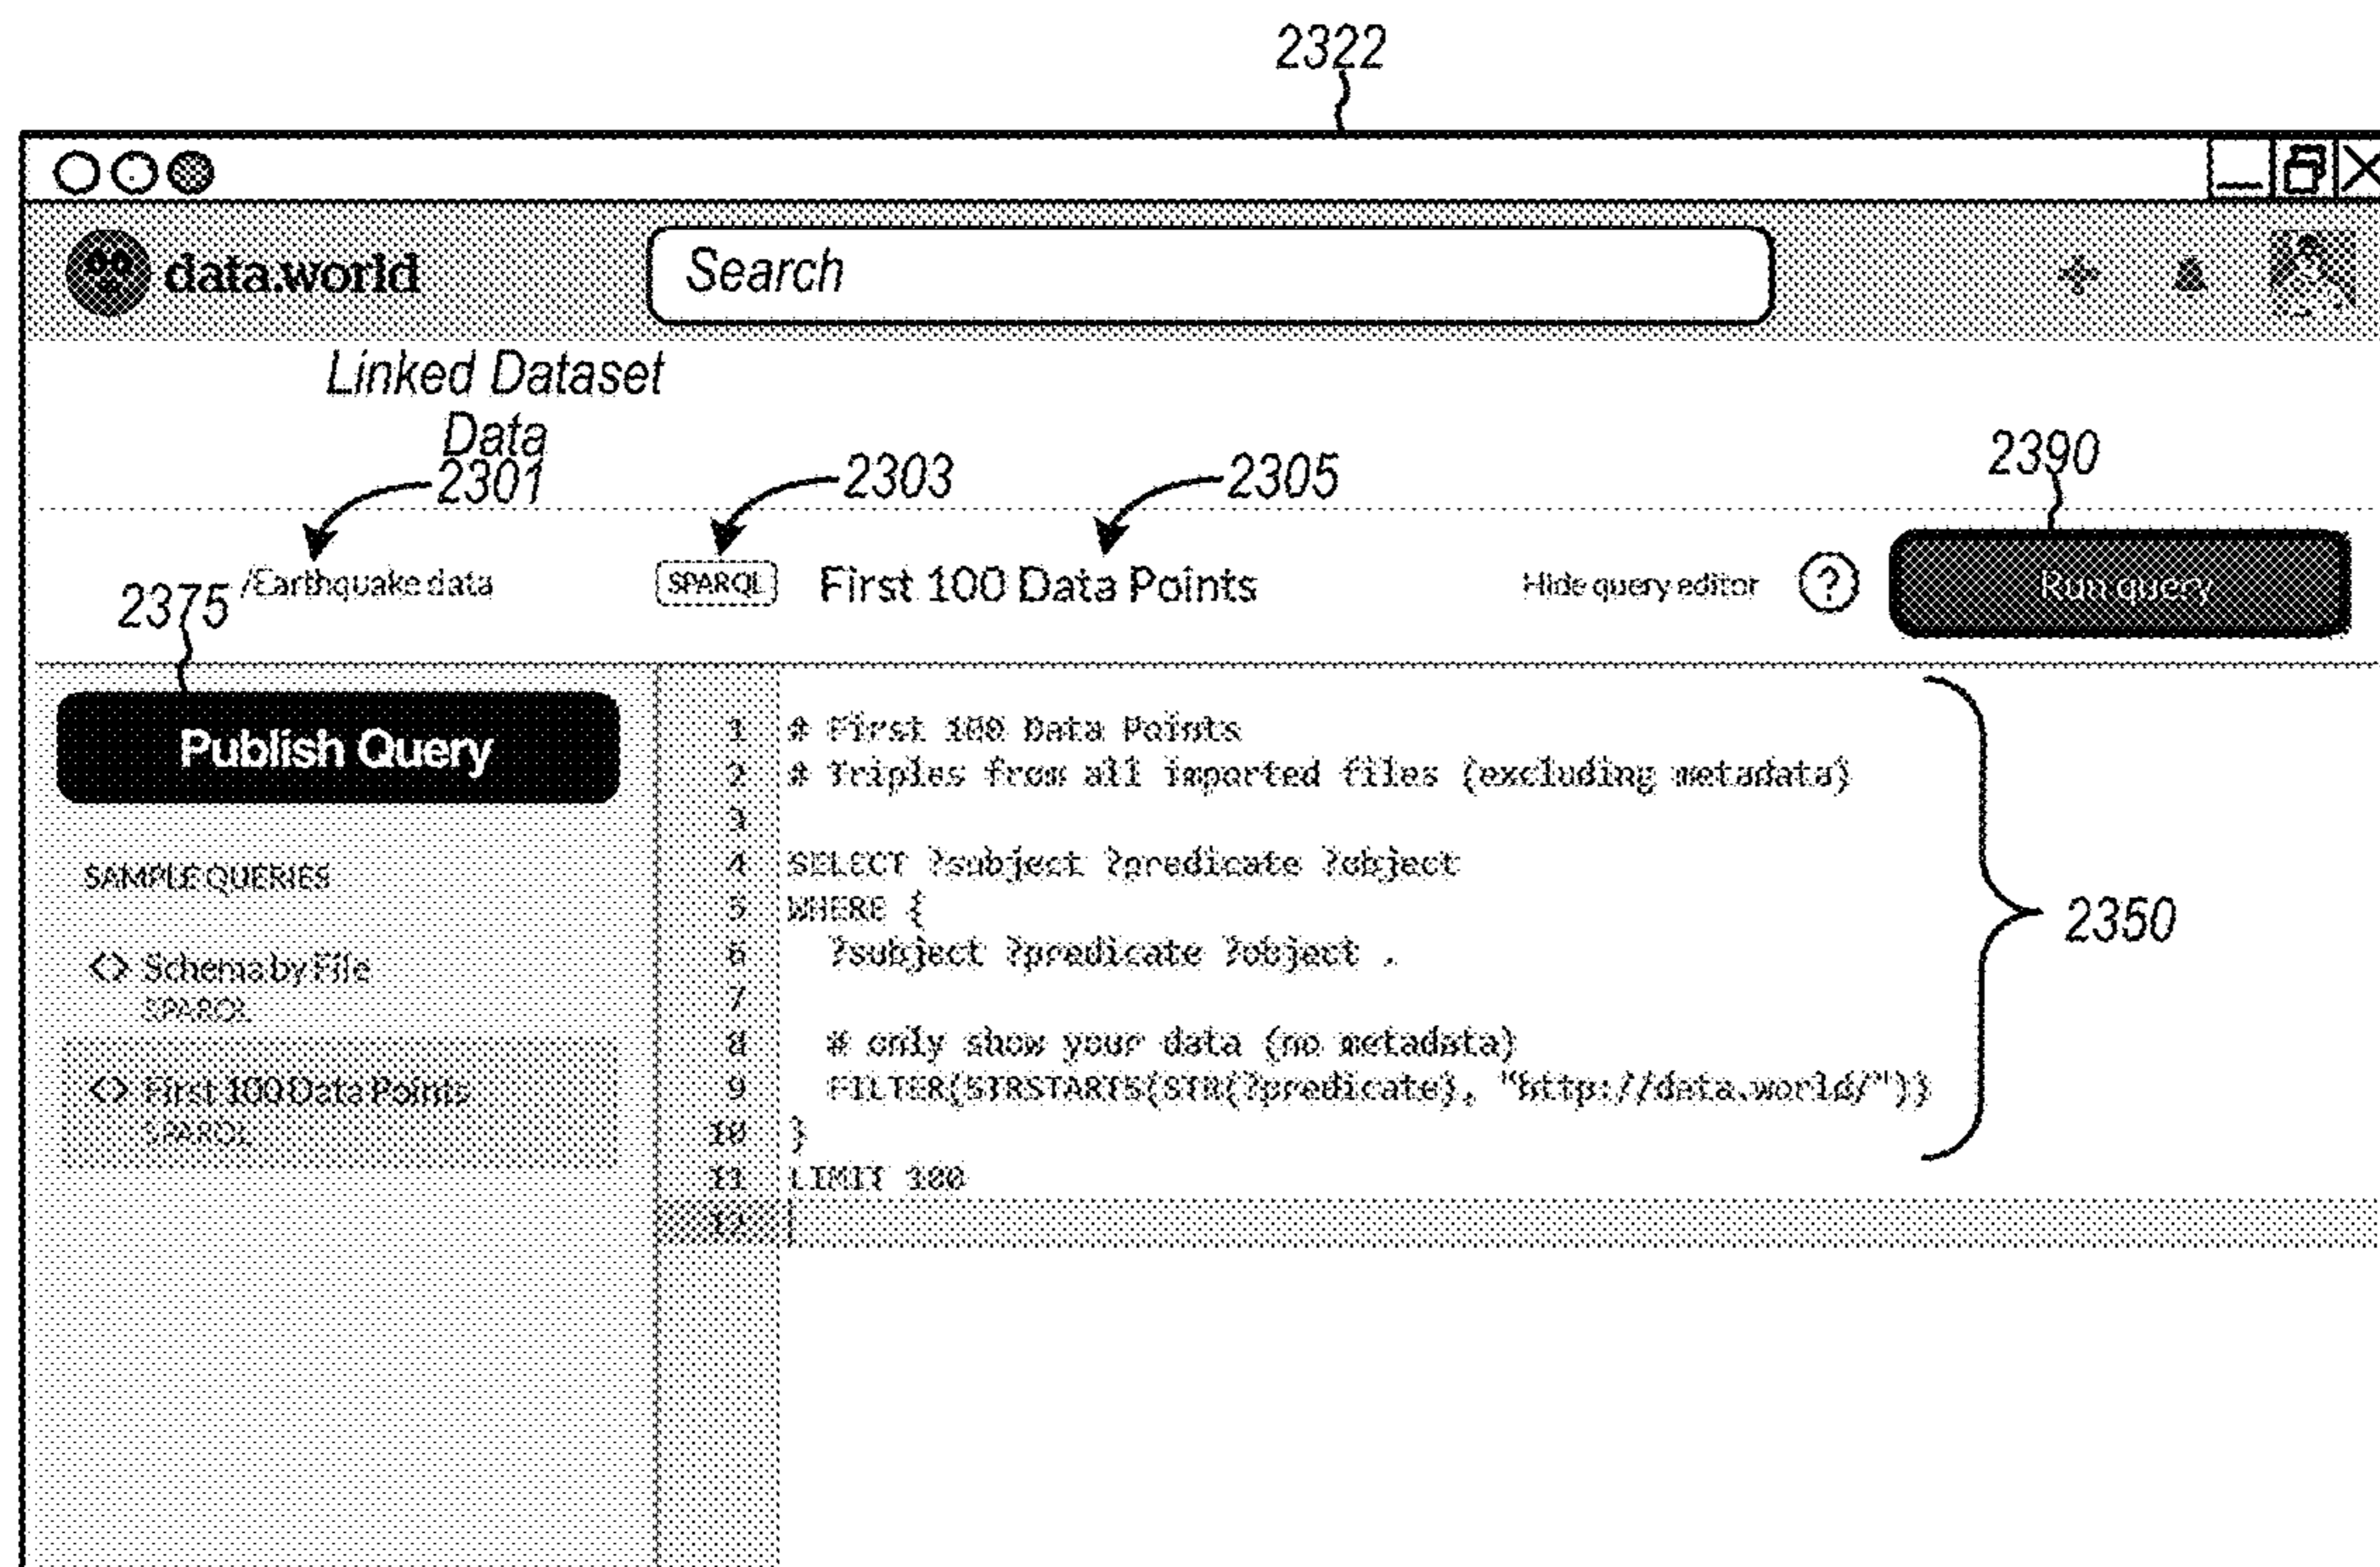 2322
data.world
Search
Linked Dataset
Data
2301
2303
2305
2390
/Earthquake data
SPARQL
First 100 Data Points
Hide query editor
?
Run query
2375
Publish Query
SAMPLE QUERIES
<> Schema by File
SPARQL
<> First 100 Data Points
SPARQL
1 # First 100 Data Points
2 # Triples from all imported files (excluding metadata)
3
4 SELECT ?subject ?predicate ?object
5 WHERE {
6 ?subject ?predicate ?object .
7
8 # only show your data (no metadata)
9 FILTER(STRSTARTS(STR(?predicate), "http://data.world/"))
10 }
11 LIMIT 100
12
2350